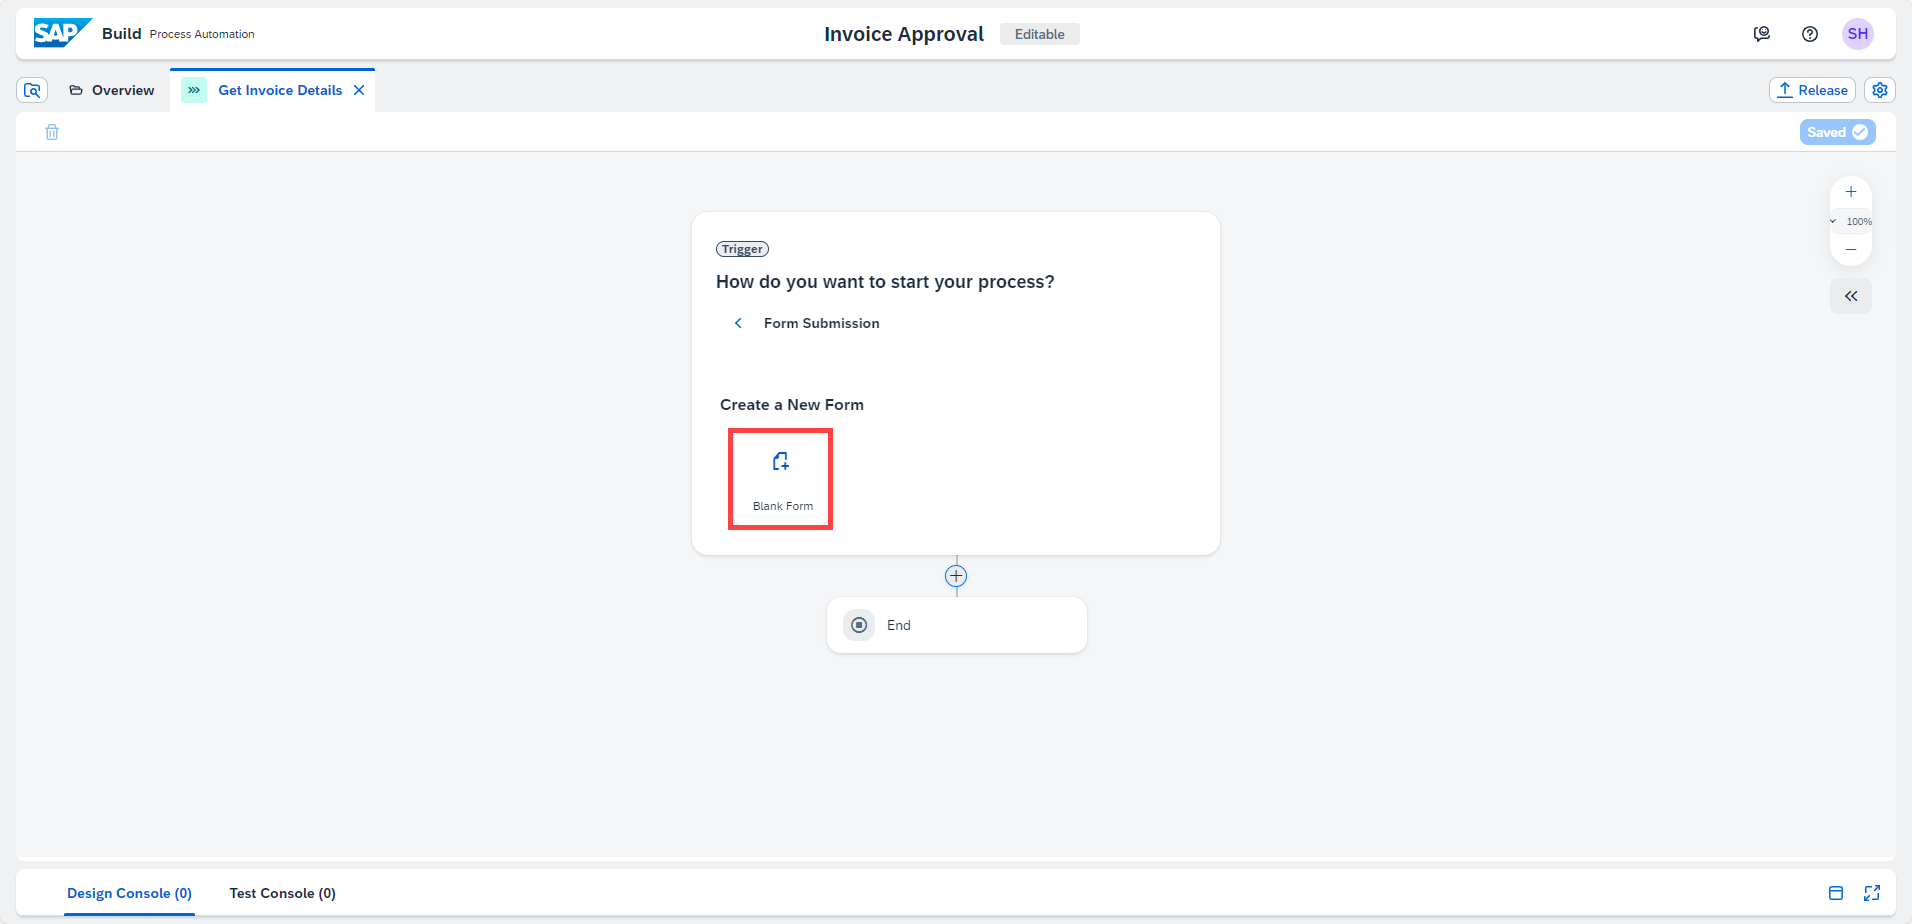 SAP Build Process Automation
Invoice Approval Editable
SH
Overview
Get Invoice Details
Release
Saved
100%
Trigger
How do you want to start your process?
Form Submission
Create a New Form
Blank Form
End
Design Console (0)
Test Console (0)